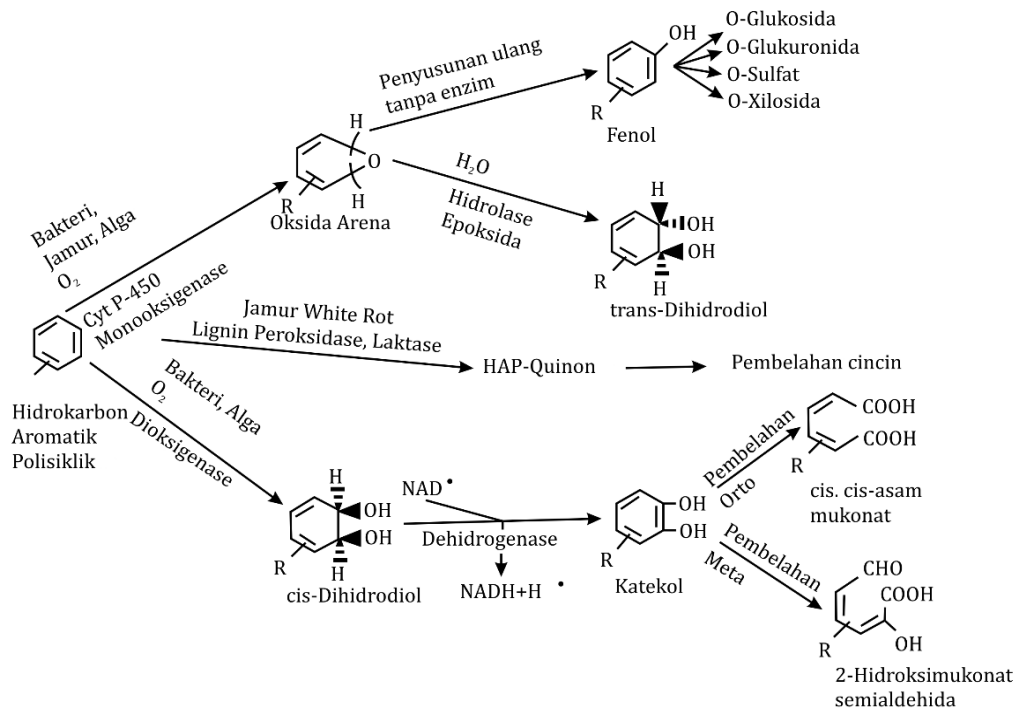 O-Glukosida
OH
O-Glukuronida
O-Sulfat
O-Xilosida
R
Fenol
Penyusunan ulang
tanpa enzim
H
O
H
R
Oksida Arena
H₂O
Hidrolase
Epoksida
H
OH
OH
R
H
trans-Dihidrodiol
Bakteri,
Jamur, Alga
O₂
Cyt P-450
Monooksigenase
Hidrokarbon
Aromatik
Polisiklik
Jamur White Rot
Lignin Peroksidase, Laktase
HAP-Quinon
Pembelahan cincin
Bakteri, Alga
O₂
Dioksigenase
H
OH
OH
R
H
cis-Dihidrodiol
NAD•
Dehidrogenase
NADH+H •
OH
OH
R
Katekol
Pembelahan
Orto
COOH
COOH
R
cis. cis-asam
mukonat
Pembelahan
Meta
CHO
COOH
OH
R
2-Hidroksimukonat
semialdehida